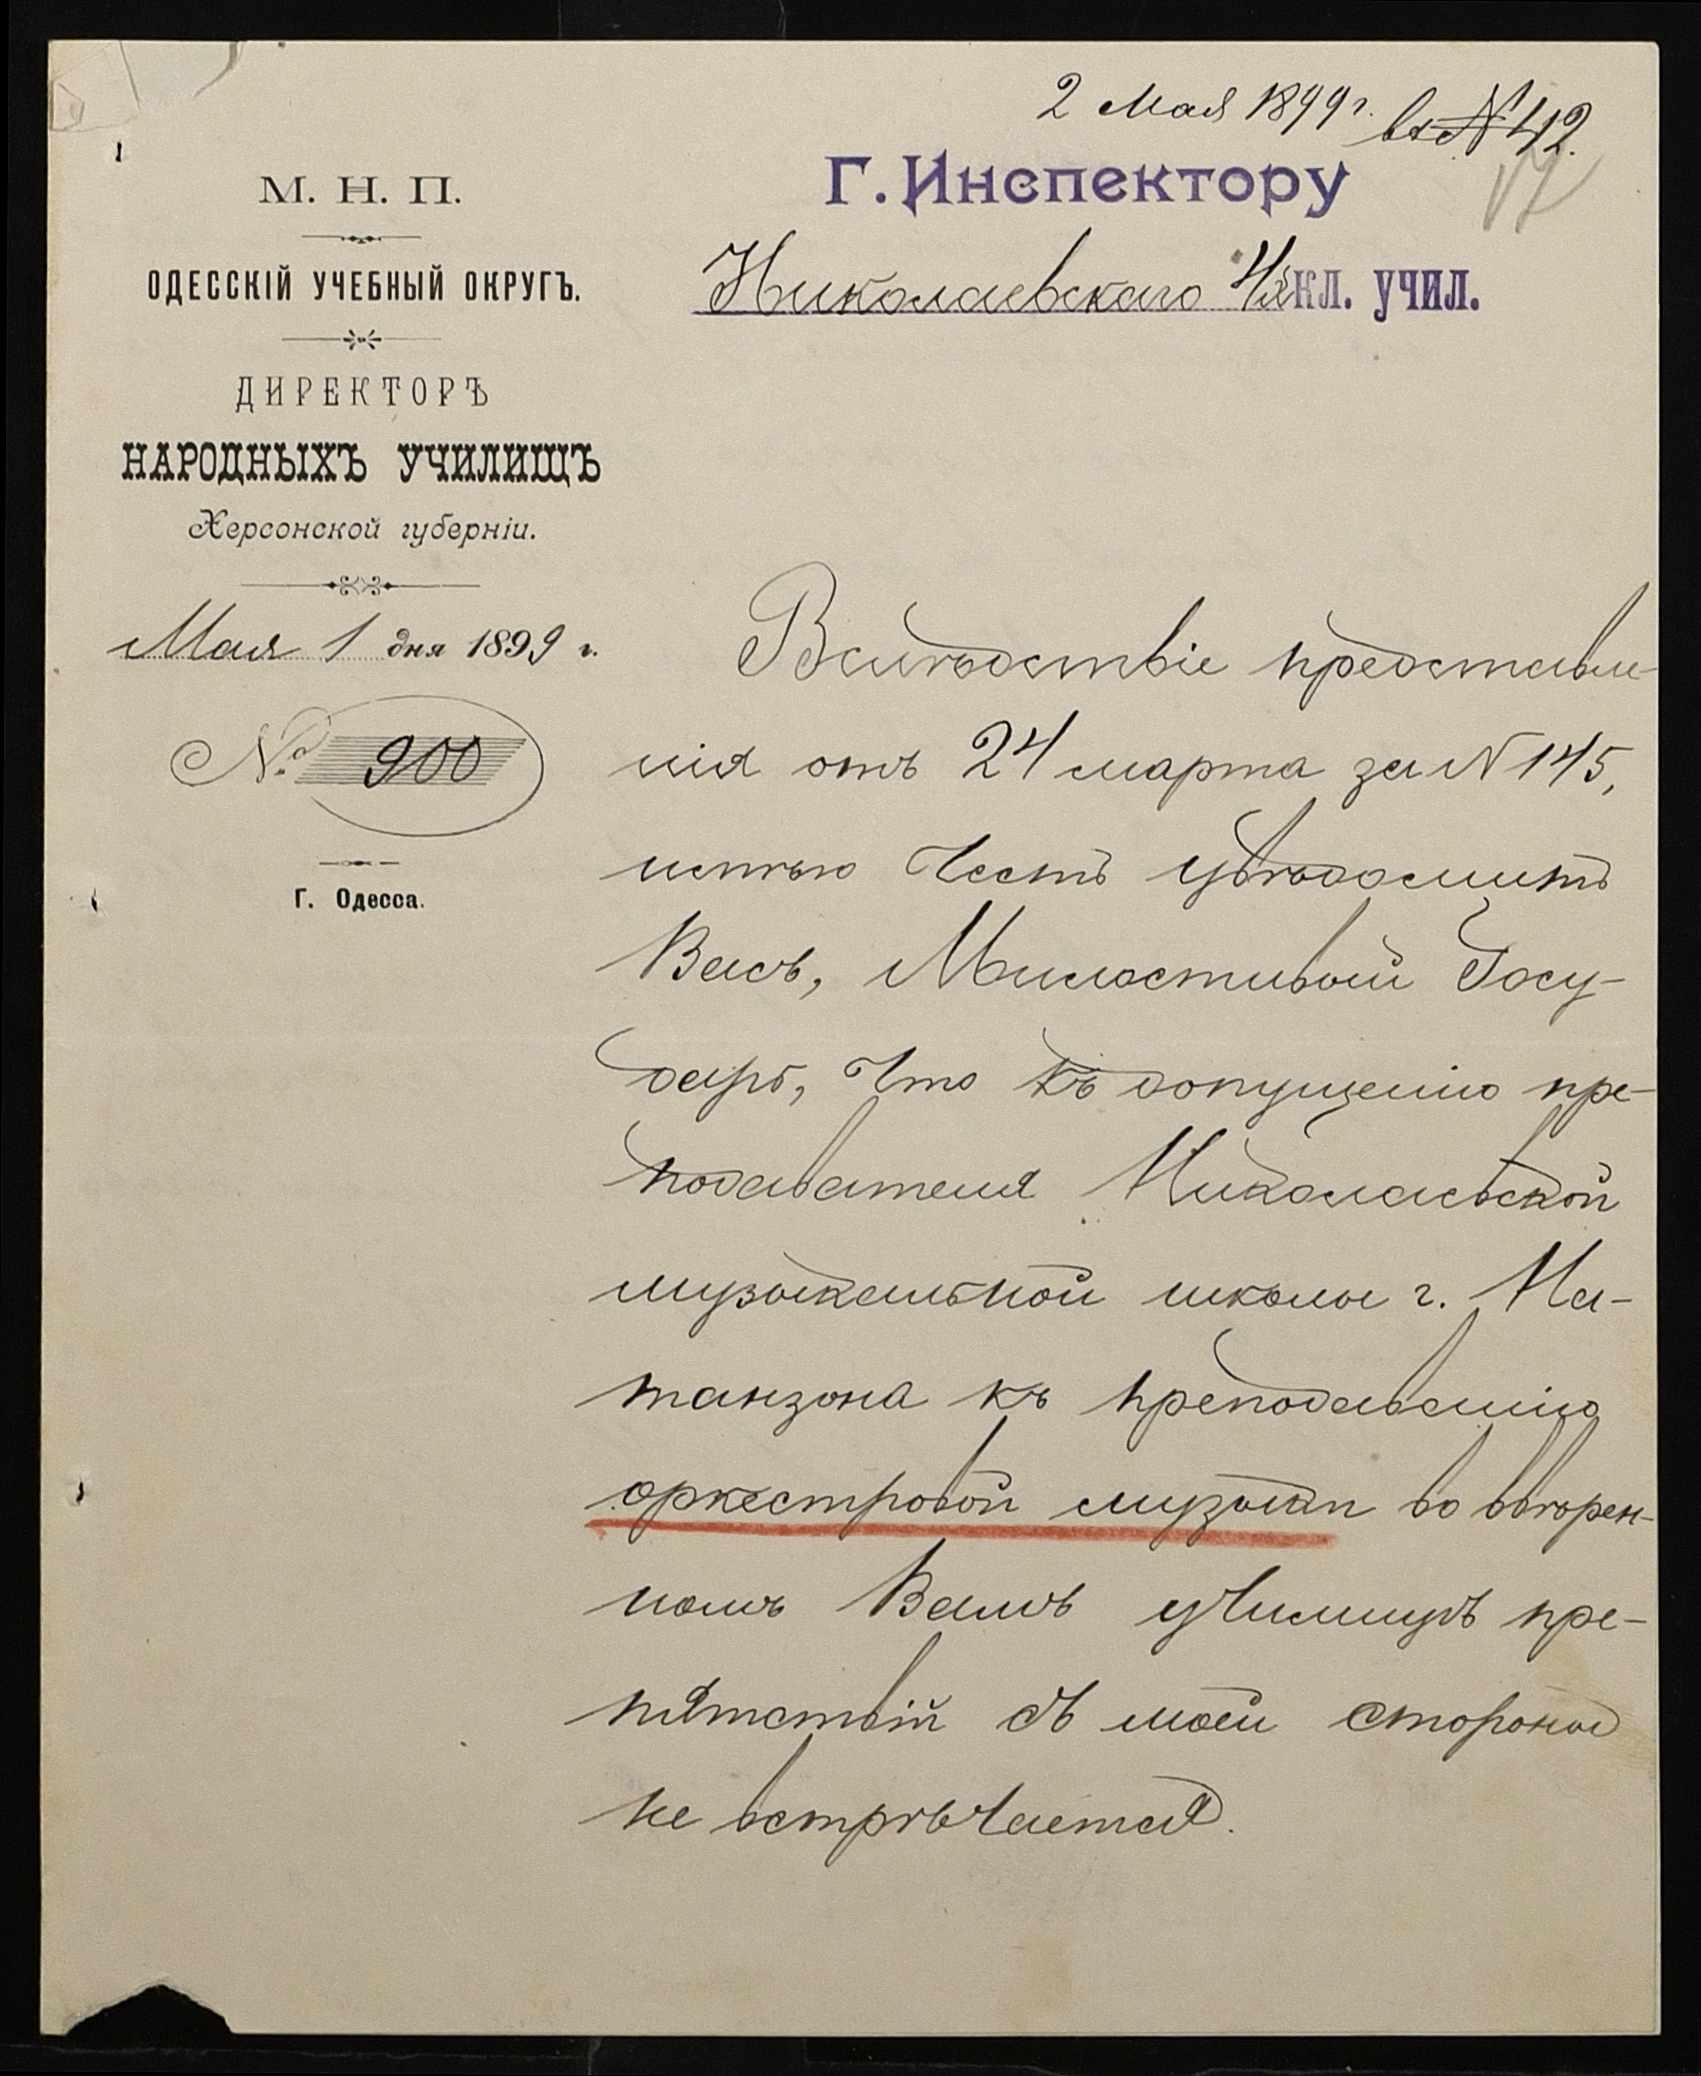 2 Мая 1899 г. вх № 412.
17
М. Н. П.
ОДЕССКІЙ УЧЕБНЫЙ ОКРУГЪ.
ДИРЕКТОРЪ
НАРОДНЫХЪ УЧИЛИЩЪ
Херсонской губерніи.
Мая 1 дня 1899 г.
№ 900
Г. Одесса.
Г. Инспектору
Николаевскаго 4х кл. учил.
Вслѣдствіе представле-
нія отъ 24 марта за № 145,
имѣю честь увѣдомить
Васъ, Милостивый Госу-
дарь, что къ допущенію пре-
подавателя Николаевской
музыкальной школы г. На-
танзона къ преподаванію
оркестровой музыки во ввѣрен-
номъ Вамъ училищѣ пре-
пятствій съ моей стороны
не встрѣчается.